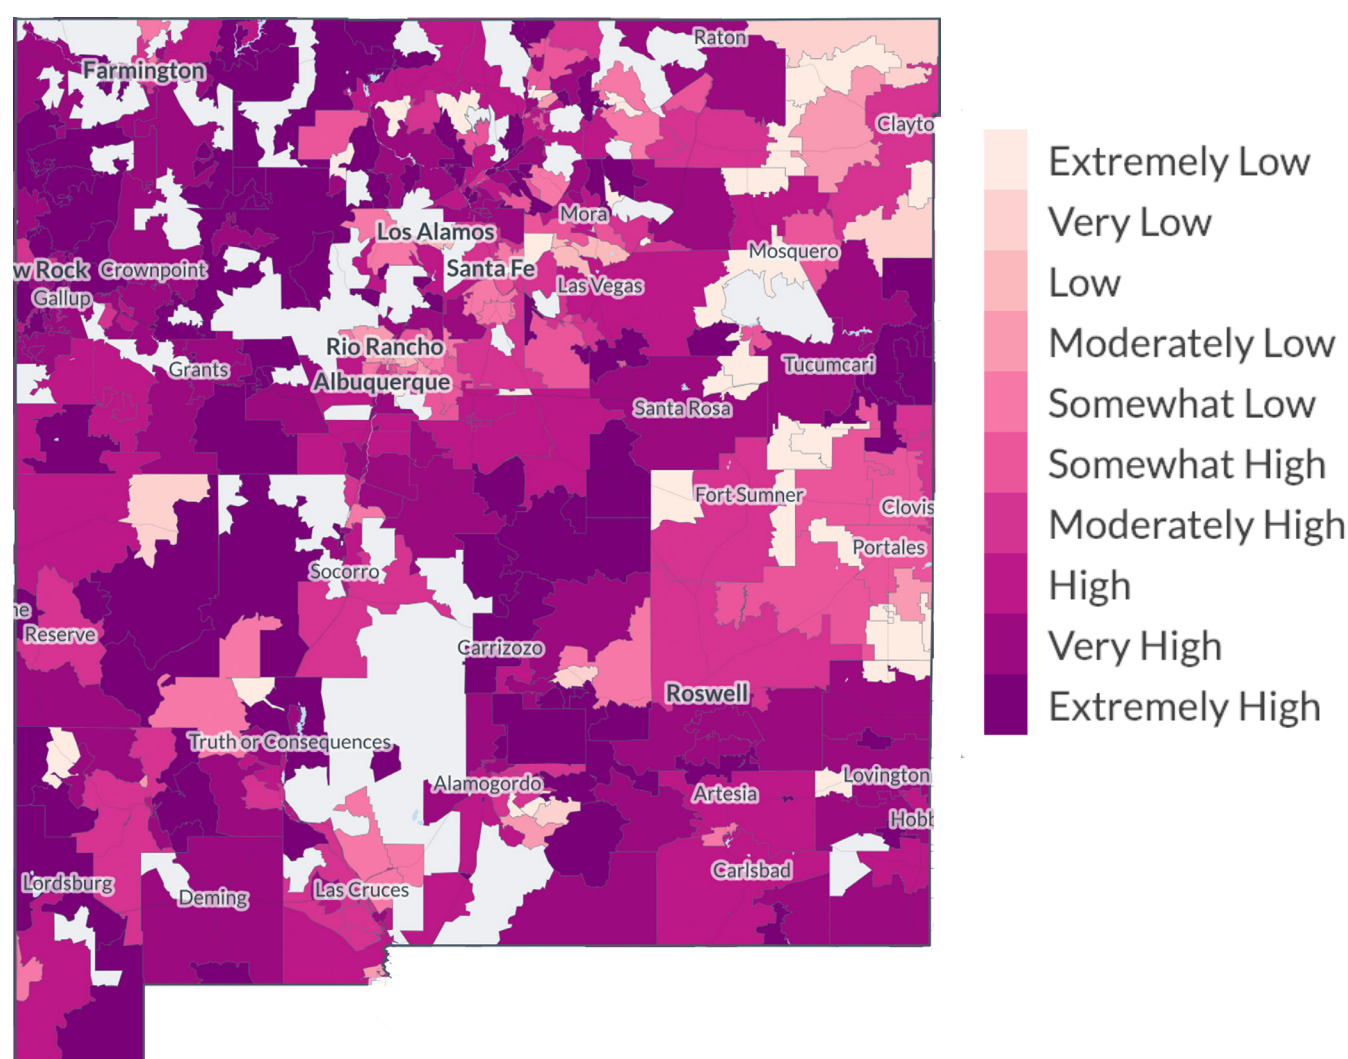 Raton
Farmington
Clayto
Mora
Los Alamos
Mosquero
w Rock
Crownpoint
Santa Fe
Gallup
Las Vegas
Rio Rancho
Grants
Tucumcari
Albuquerque
Santa Rosa
Fort Sumner
Clovis
Portales
Socorro
ne
Reserve
Carrizozo
Roswell
Truth or Consequences
Alamogordo
Lovington
Artesia
Hobb
Carlsbad
Lordsburg
Las Cruces
Deming
Extremely Low
Very Low
Low
Moderately Low
Somewhat Low
Somewhat High
Moderately High
High
Very High
Extremely High